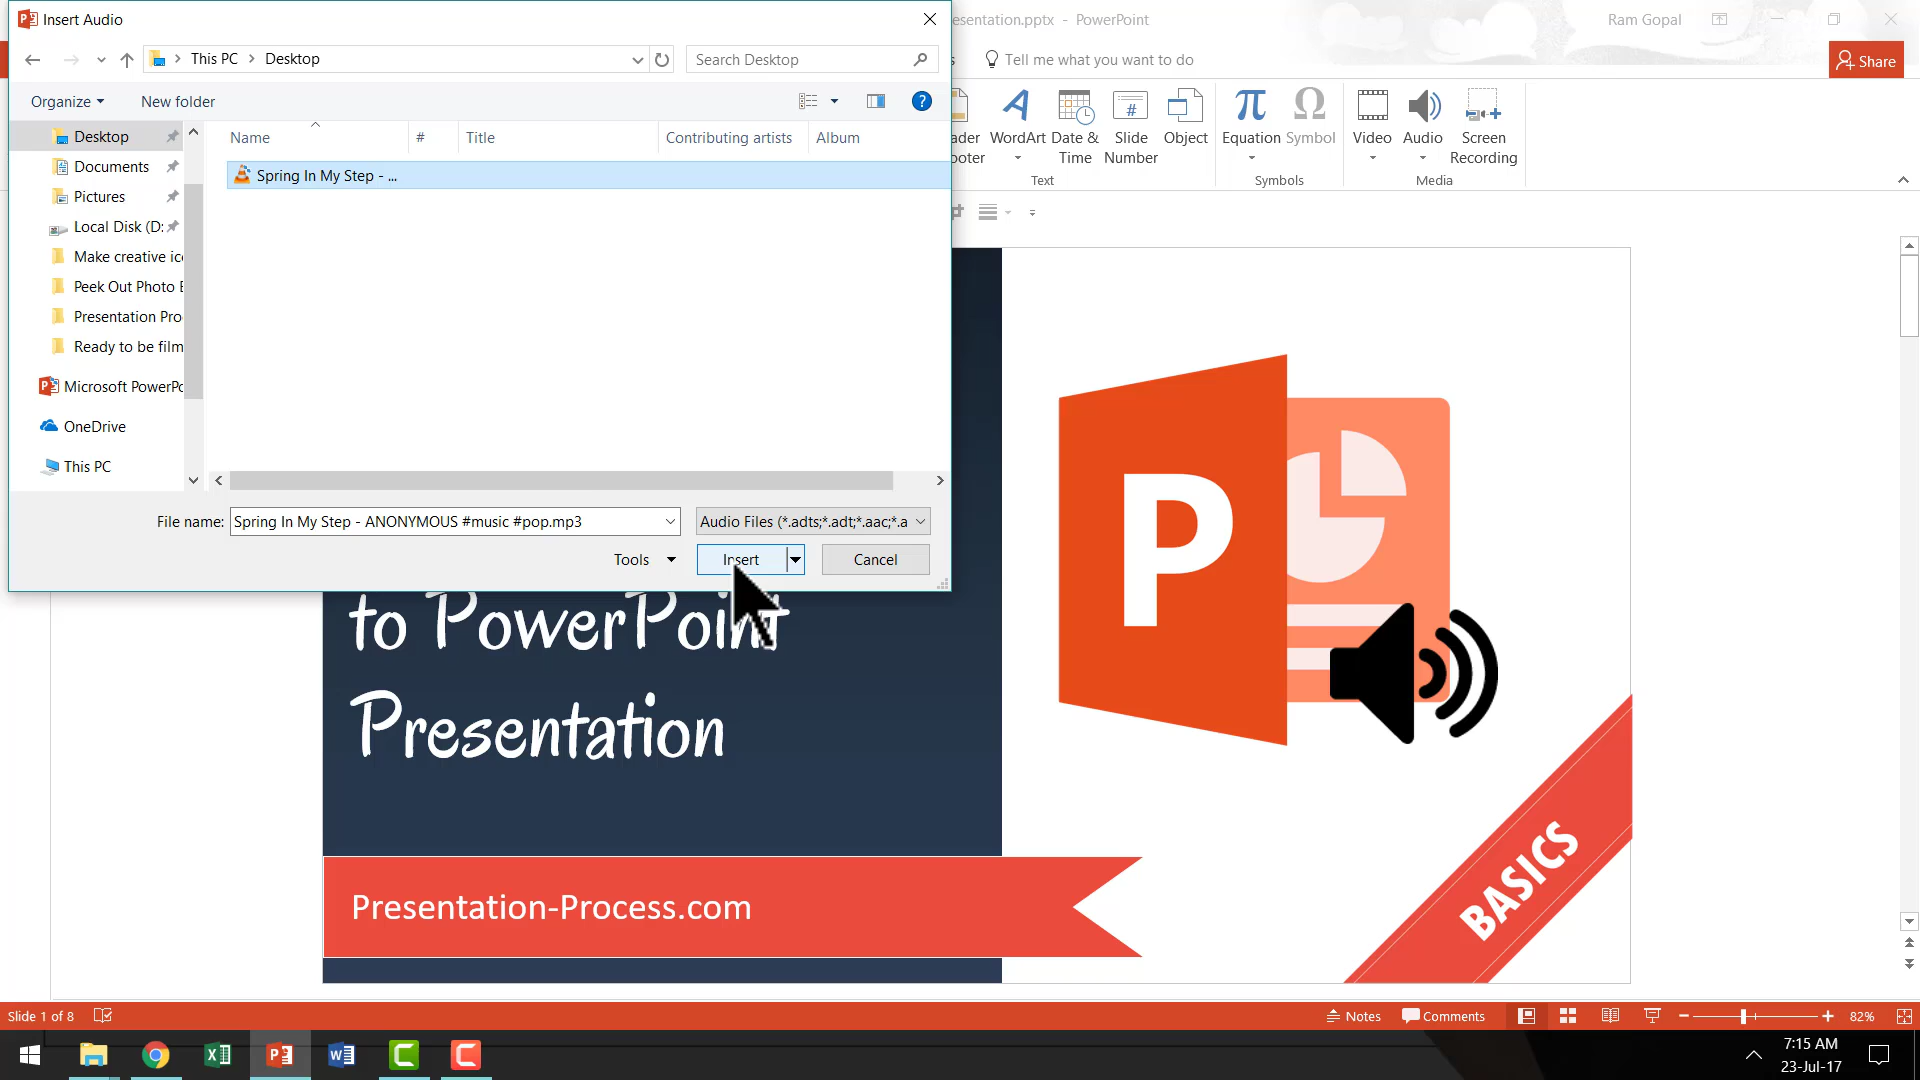 Insert Audio
esentation.pptx - PowerPoint
Ram Gopal
This PC > Desktop
Search Desktop
Tell me what you want to do
Share
Organize
New folder
Name
#
Title
Contributing artists
Album
Desktop
Documents
Pictures
Local Disk (D:
Make creative ic
Peek Out Photo
Presentation Pro
Ready to be film
Microsoft PowerPo
OneDrive
This PC
Spring In My Step - ...
File name:
Spring In My Step - ANONYMOUS #music #pop.mp3
Audio Files (*.adts;*.adt;*.aac;*.a
Tools
Insert
Cancel
ader
ooter
WordArt
Date &
Time
Slide
Number
Object
Text
Equation
Symbol
Symbols
Video
Audio
Screen
Recording
Media
to PowerPoint
Presentation
Presentation-Process.com
P
BASICS
Slide 1 of 8
Notes
Comments
82%
7:15 AM
23-Jul-17